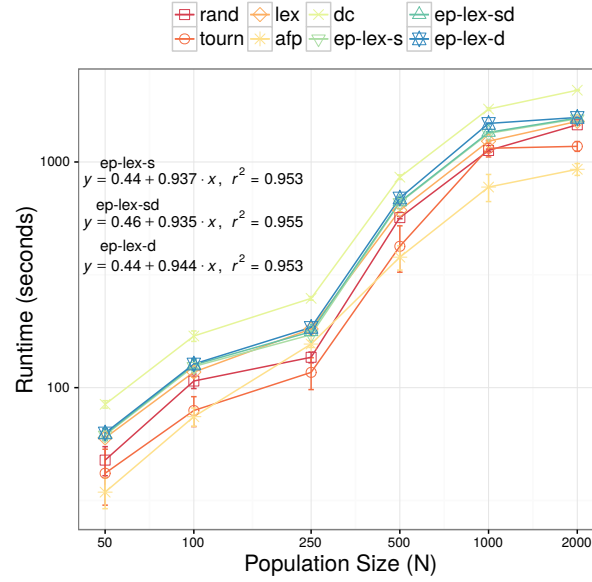 rand lex dc ep-lex-sd
tourn afp ep-lex-s ep-lex-d
1000
100
Runtime (seconds)
ep-lex-s
y = 0.44 + 0.937 · x, r² = 0.953
ep-lex-sd
y = 0.46 + 0.935 · x, r² = 0.955
ep-lex-d
y = 0.44 + 0.944 · x, r² = 0.953
50 100 250 500 1000 2000
Population Size (N)